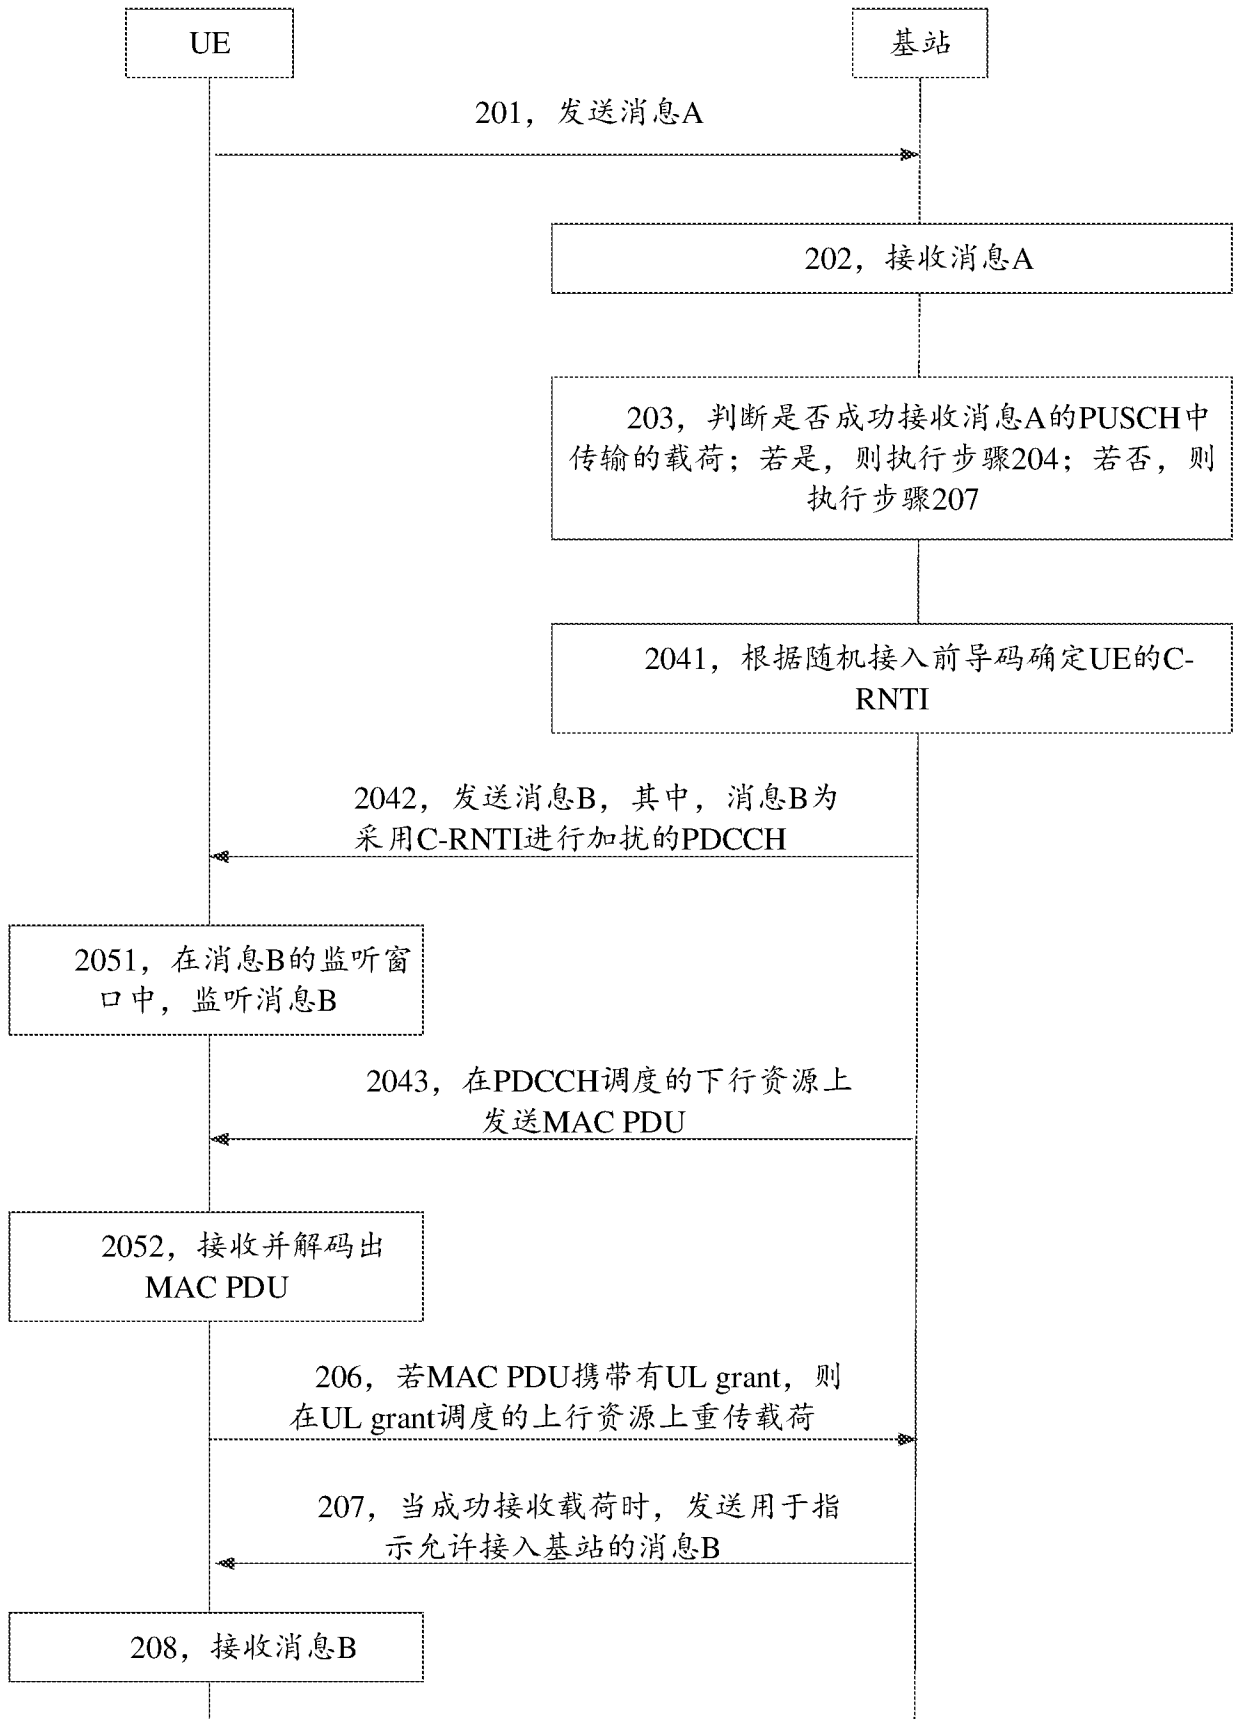 UE
基站
201，发送消息A
202，接收消息A
203，判断是否成功接收消息A的PUSCH中
传输的载荷；若是，则执行步骤204；若否，则
执行步骤207
2041，根据随机接入前导码确定UE的C-
RNTI
2042，发送消息B，其中，消息B为
采用C-RNTI进行加扰的PDCCH
2051，在消息B的监听窗
口中，监听消息B
2043，在PDCCH调度的下行资源上
发送MAC PDU
2052，接收并解码出
MAC PDU
206，若MAC PDU携带有UL grant，则
在UL grant调度的上行资源上重传载荷
207，当成功接收载荷时，发送用于指
示允许接入基站的消息B
208，接收消息B